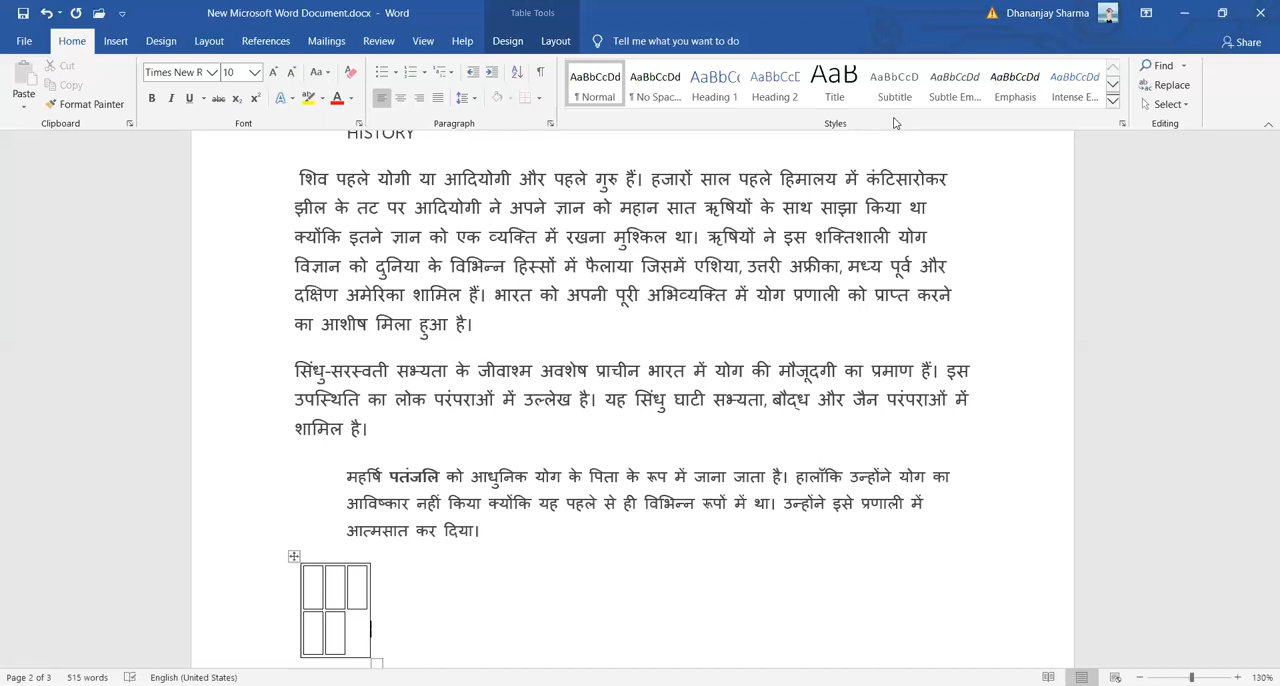 New Microsoft Word Document.docx - Word
Table Tools
Dhananjay Sharma
File Home Insert Design Layout References Mailings Review View Help Design Layout Tell me what you want to do Share
Paste
Cut
Copy
Format Painter
Clipboard
Times New R 10
Font
Paragraph
AaBbCcDd AaBbCcDd AaBbCc AaBbCcE AaB AaBbCcD AaBbCcDd AaBbCcDd AaBbCcDd
¶ Normal ¶ No Spac... Heading 1 Heading 2 Title Subtitle Subtle Em... Emphasis Intense E...
Styles
Find
Replace
Select
Editing
HISTORY
शिव पहले योगी या आदियोगी और पहले गुरु हैं। हजारों साल पहले हिमालय में कंटिसारोकर
झील के तट पर आदियोगी ने अपने ज्ञान को महान सात ऋषियों के साथ साझा किया था
क्योंकि इतने ज्ञान को एक व्यक्ति में रखना मुश्किल था। ऋषियों ने इस शक्तिशाली योग
विज्ञान को दुनिया के विभिन्न हिस्सों में फैलाया जिसमें एशिया, उत्तरी अफ्रीका, मध्य पूर्व और
दक्षिण अमेरिका शामिल हैं। भारत को अपनी पूरी अभिव्यक्ति में योग प्रणाली को प्राप्त करने
का आशीष मिला हुआ है।
सिंधु-सरस्वती सभ्यता के जीवाश्म अवशेष प्राचीन भारत में योग की मौजूदगी का प्रमाण हैं। इस
उपस्थिति का लोक परंपराओं में उल्लेख है। यह सिंधु घाटी सभ्यता, बौद्ध और जैन परंपराओं में
शामिल है।
महर्षि पतंजलि को आधुनिक योग के पिता के रूप में जाना जाता है। हालाँकि उन्होंने योग का
आविष्कार नहीं किया क्योंकि यह पहले से ही विभिन्न रूपों में था। उन्होंने इसे प्रणाली में
आत्मसात कर दिया।
Page 2 of 3 515 words English (United States) 130%